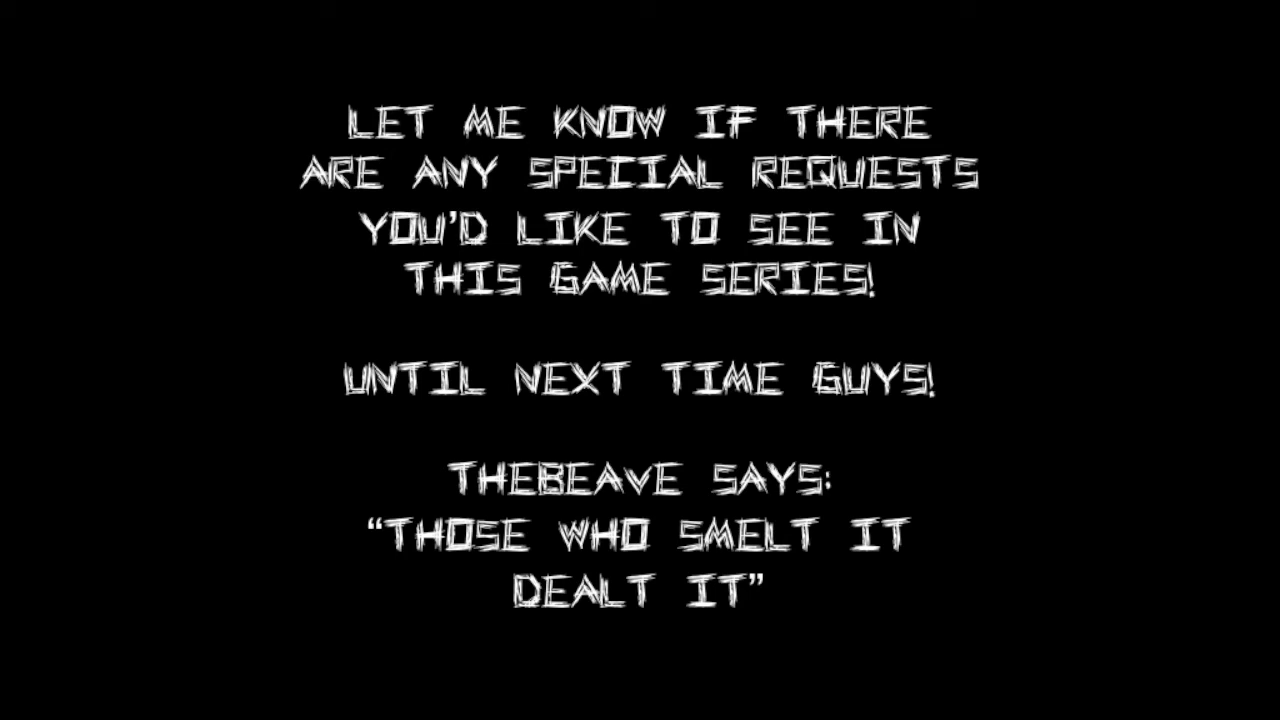 LET ME KNOW IF THERE
ARE ANY SPECIAL REQUESTS
YOU'D LIKE TO SEE IN
THIS GAME SERIES!
UNTIL NEXT TIME GUYS!
THEBEAVE SAYS:
“THOSE WHO SMELT IT
DEALT IT”